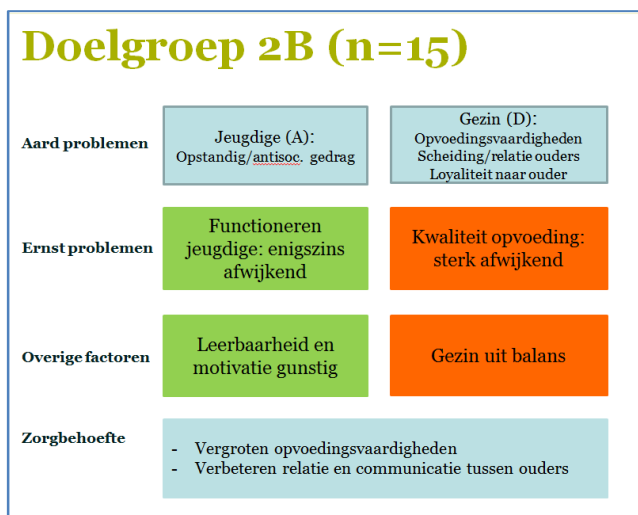 Doelgroep 2B (n=15)
Aard problemen
Jeugdige (A):
Opstandig/antisoc. gedrag
Gezin (D):
Opvoedingsvaardigheden
Scheiding/relatie ouders
Loyaliteit naar ouder
Ernst problemen
Functioneren
jeugdige: enigszins
afwijkend
Kwaliteit opvoeding:
sterk afwijkend
Overige factoren
Leerbaarheid en
motivatie gunstig
Gezin uit balans
Zorgbehoefte
- Vergroten opvoedingsvaardigheden
- Verbeteren relatie en communicatie tussen ouders